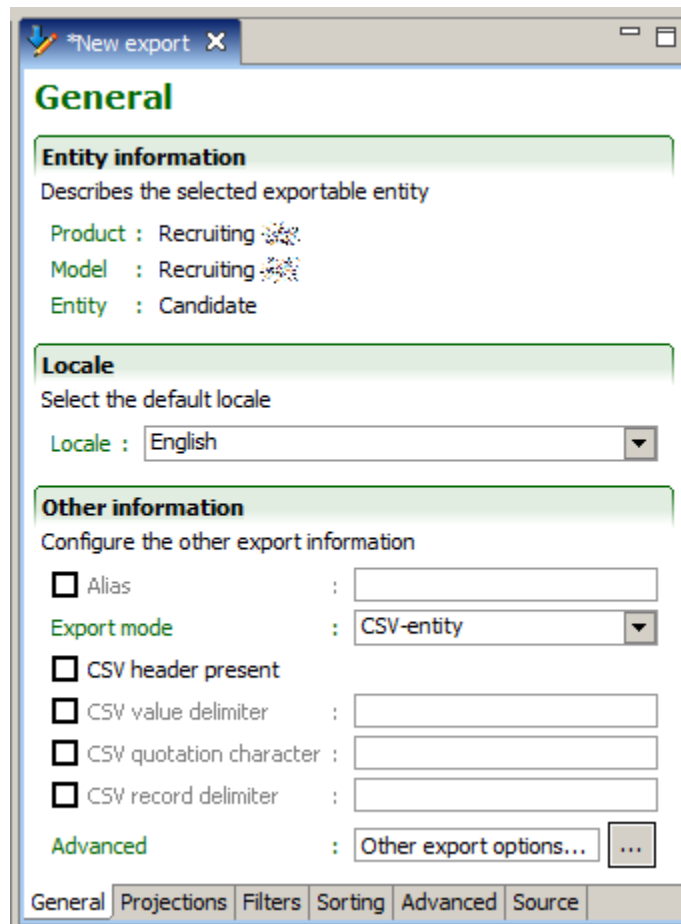 *New export
General
Entity information
Describes the selected exportable entity
Product : Recruiting
Model : Recruiting
Entity : Candidate
Locale
Select the default locale
Locale : English
Other information
Configure the other export information
Alias :
Export mode : CSV-entity
CSV header present
CSV value delimiter :
CSV quotation character :
CSV record delimiter :
Advanced : Other export options... ...
General Projections Filters Sorting Advanced Source